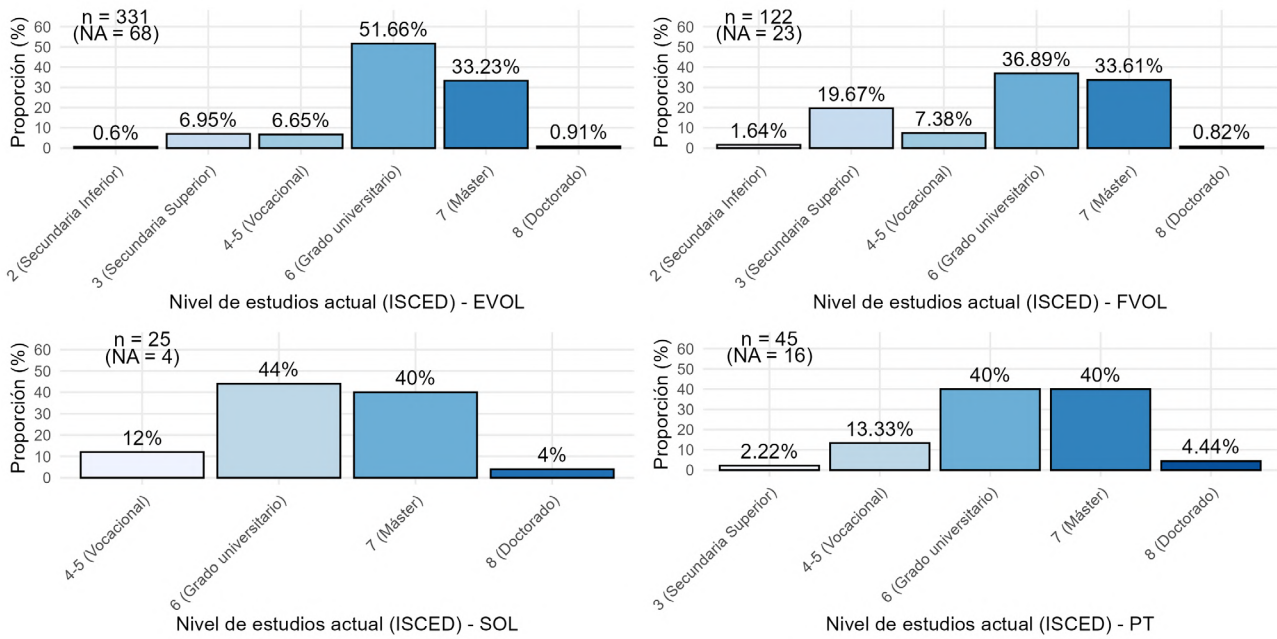 Proporción (%)
60
50
40
30
20
10
0
n = 331
(NA = 68)
0.6%
6.95%
6.65%
51.66%
33.23%
0.91%
2 (Secundaria Inferior)
3 (Secundaria Superior)
4-5 (Vocacional)
6 (Grado universitario)
7 (Máster)
8 (Doctorado)
Nivel de estudios actual (ISCED) - EVOL
Proporción (%)
60
50
40
30
20
10
0
n = 122
(NA = 23)
1.64%
19.67%
7.38%
36.89%
33.61%
0.82%
2 (Secundaria Inferior)
3 (Secundaria Superior)
4-5 (Vocacional)
6 (Grado universitario)
7 (Máster)
8 (Doctorado)
Nivel de estudios actual (ISCED) - FVOL
Proporción (%)
60
50
40
30
20
10
0
n = 25
(NA = 4)
12%
44%
40%
4%
4-5 (Vocacional)
6 (Grado universitario)
7 (Máster)
8 (Doctorado)
Nivel de estudios actual (ISCED) - SOL
Proporción (%)
60
50
40
30
20
10
0
n = 45
(NA = 16)
2.22%
13.33%
40%
40%
4.44%
3 (Secundaria Superior)
4-5 (Vocacional)
6 (Grado universitario)
7 (Máster)
8 (Doctorado)
Nivel de estudios actual (ISCED) - PT